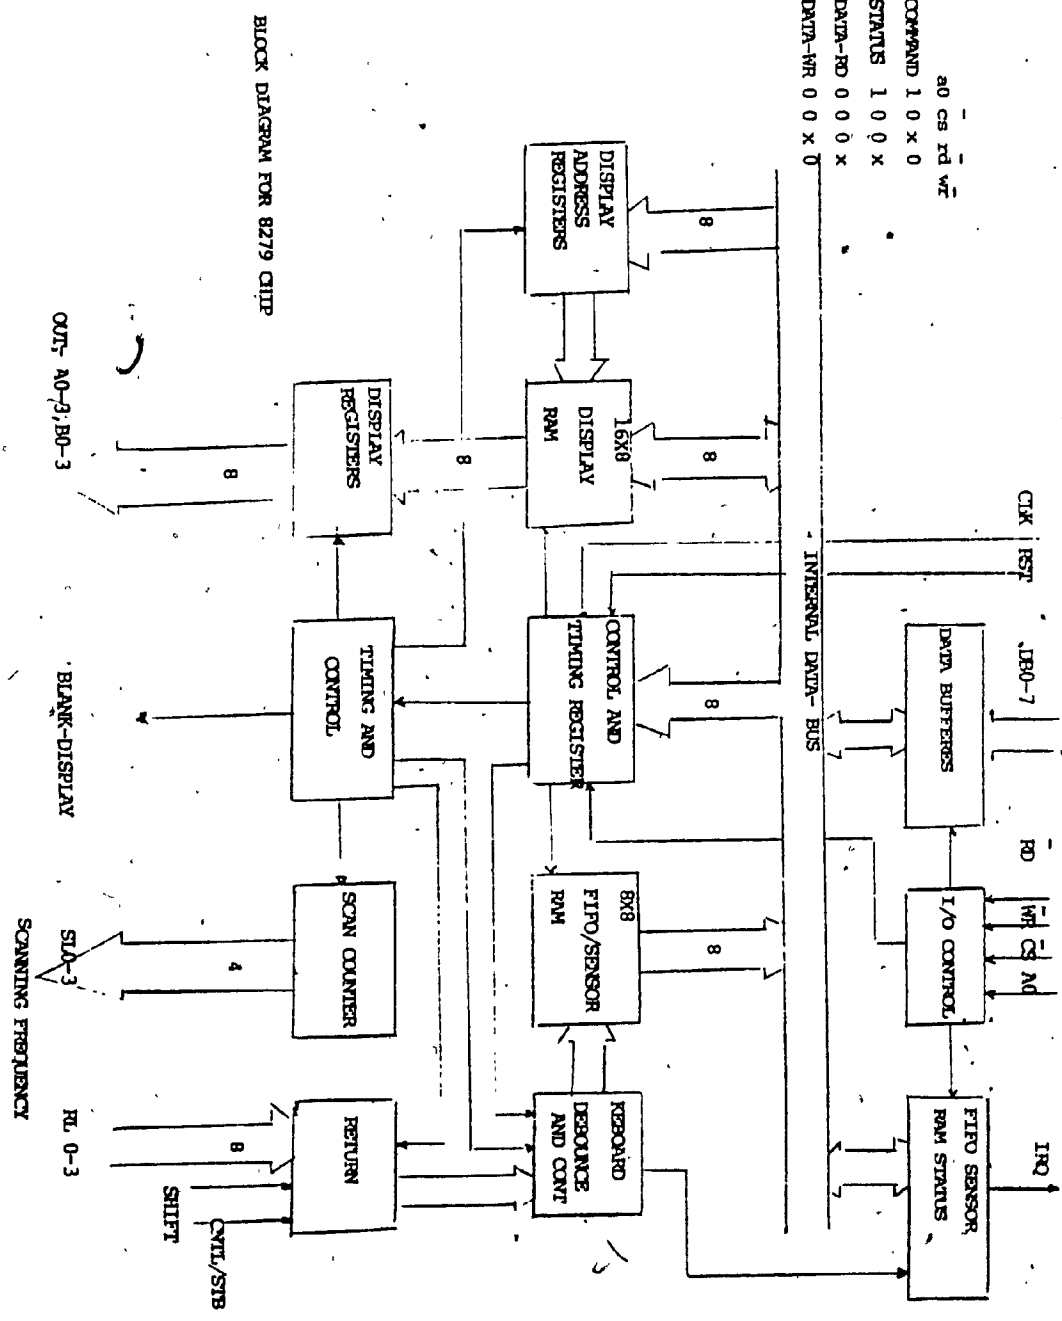 IRQ
RD WR CS A0
DB0-7
CLK RST
FIFO SENSOR,
RAM STATUS
I/O CONTROL
DATA BUFFERES
a0 cs rd wr
COMMAND 1 0 x 0
STATUS 1 0 0 x
DATA-RD 0 0 0 x
DATA-WR 0 0 x 0
INTERNAL DATA- BUS
8
8
8
8
DISPLAY
ADDRESS
REGISTERS
16X8
DISPLAY
RAM
CONTROL AND
TIMING REGISTER
8X8
FIFO/SENSOR
RAM
KEBOARD
DEBOUNCE
AND CONT
8
DISPLAY
REGISTERS
TIMING AND
CONTROL
SCAN COUNTER
RETURN
8
4
8
SHIFT
CNTL/STB
OUT- A0-3;B0-3
BLANK-DISPLAY
SL0-3
RL 0-3
SCANNING FREQUENCY
BLOCK DIAGRAM FOR 8279 CHIP